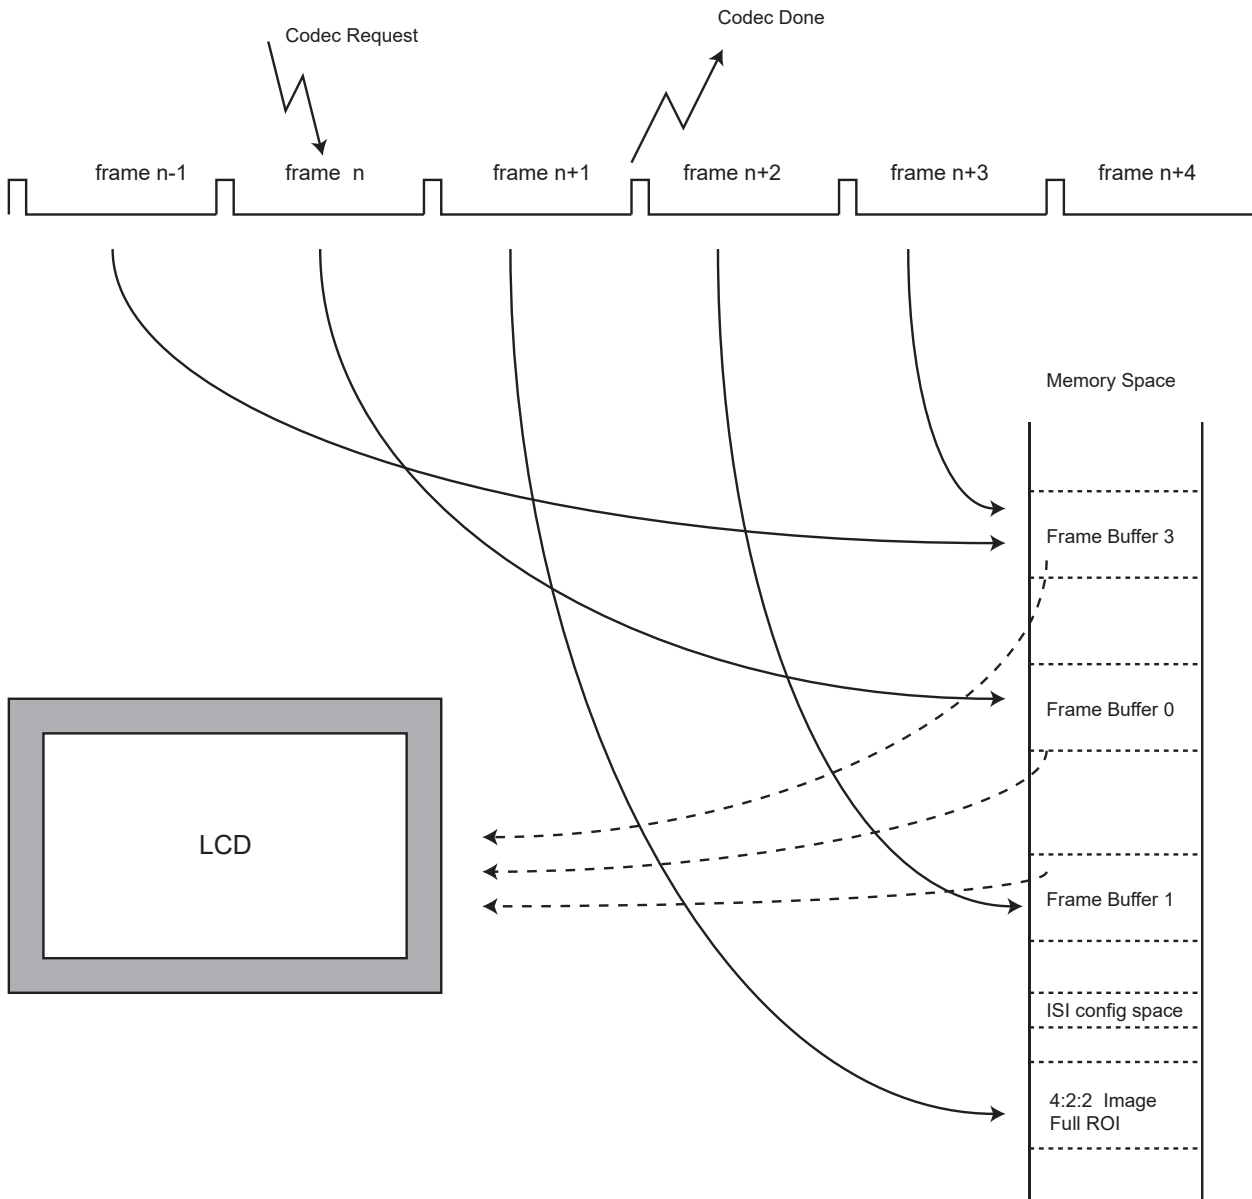 Codec Done
Codec Request
frame n-1
frame n
frame n+1
frame n+2
frame n+3
frame n+4
Memory Space
Frame Buffer 3
Frame Buffer 0
LCD
Frame Buffer 1
ISI config space
4:2:2 Image
Full ROI